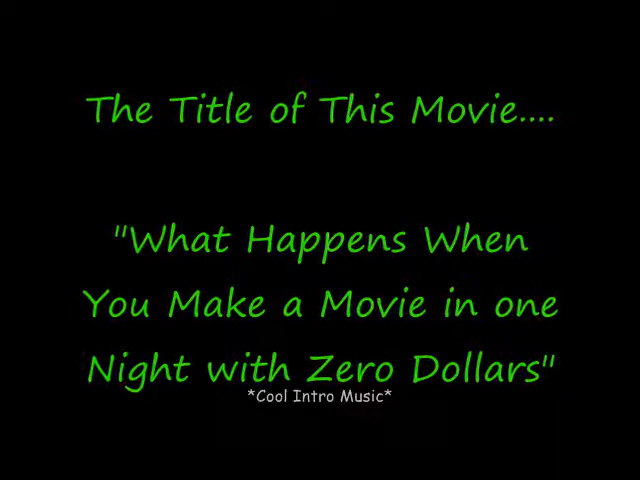 The Title of This Movie....
"What Happens When
You Make a Movie in one
Night with Zero Dollars"
*Cool Intro Music*